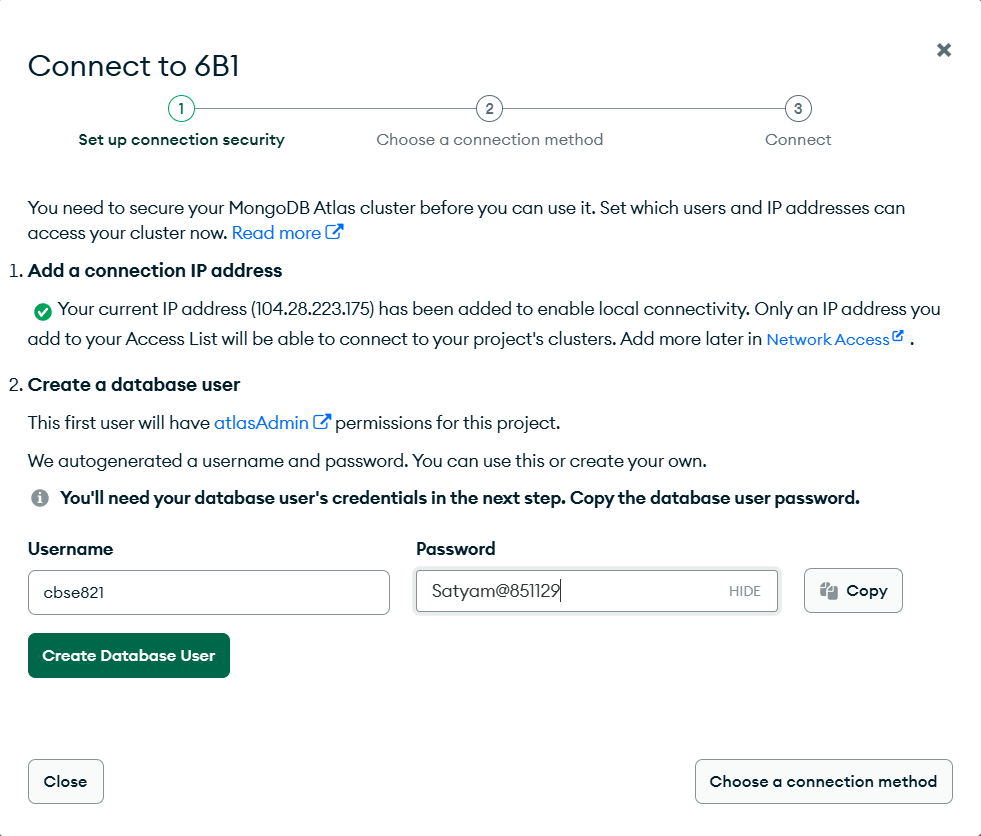 Connect to 6B1
1
2
3
Set up connection security
Choose a connection method
Connect
You need to secure your MongoDB Atlas cluster before you can use it. Set which users and IP addresses can
access your cluster now. Read more
1. Add a connection IP address
Your current IP address (104.28.223.175) has been added to enable local connectivity. Only an IP address you
add to your Access List will be able to connect to your project's clusters. Add more later in Network Access .
2. Create a database user
This first user will have atlasAdmin permissions for this project.
We autogenerated a username and password. You can use this or create your own.
You'll need your database user's credentials in the next step. Copy the database user password.
Username
Password
cbse821
Satyam@851129
HIDE
Copy
Create Database User
Close
Choose a connection method